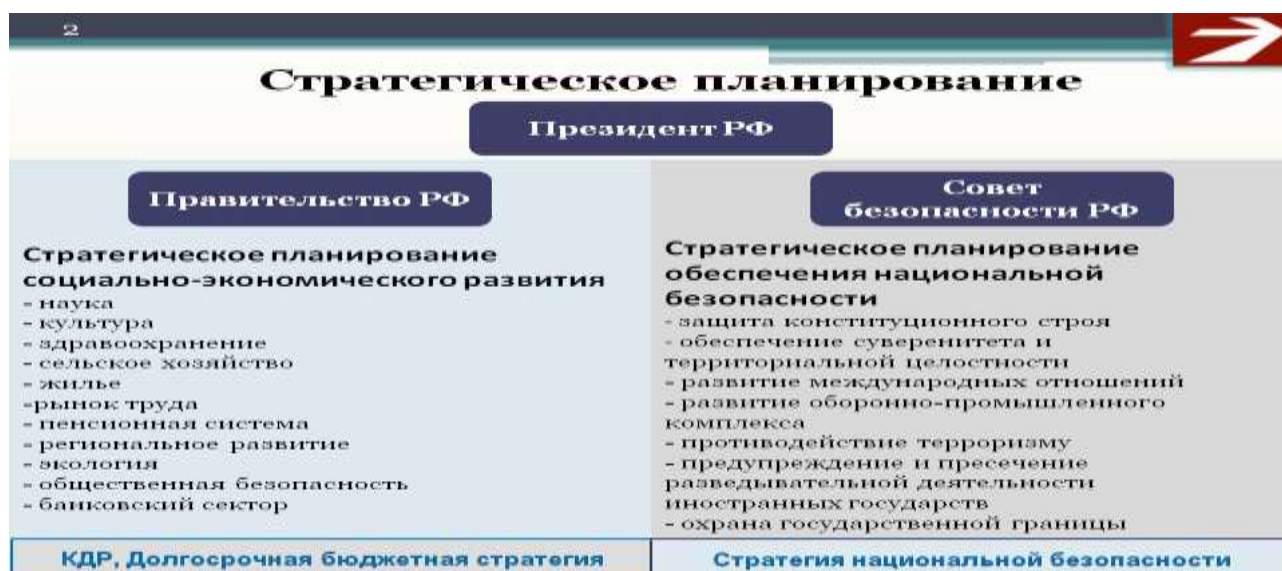 2
Стратегическое планирование
Президент РФ
Правительство РФ
Стратегическое планирование
социально-экономического развития
- наука
- культура
- здравоохранение
- сельское хозяйство
- жилье
-рынок труда
- пенсионная система
- региональное развитие
- экология
- общественная безопасность
- банковский сектор
КДР, Долгосрочная бюджетная стратегия
Совет
безопасности РФ
Стратегическое планирование
обеспечения национальной
безопасности
- защита конституционного строя
- обеспечение суверенитета и
территориальной целостности
- развитие международных отношений
- развитие оборонно-промышленного
комплекса
- противодействие терроризму
- предупреждение и пресечение
разведывательной деятельности
иностранных государств
- охрана государственной границы
Стратегия национальной безопасности